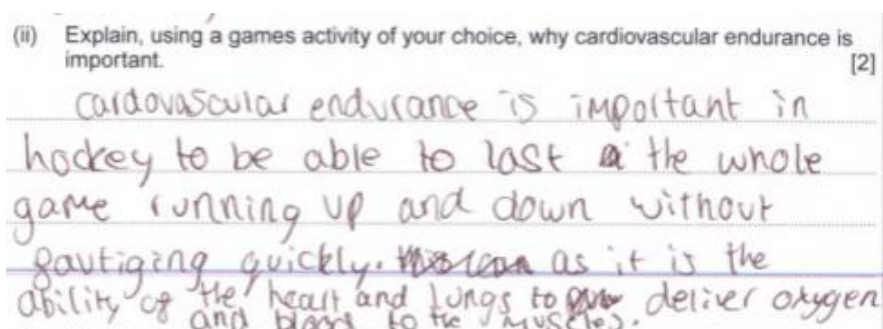 (ii) Explain, using a games activity of your choice, why cardiovascular endurance is
important. [2]
cardovascular endurance is important in
hockey to be able to last the whole
game running up and down without
fautiging quickly. as it is the
ability of the heart and lungs to deliver oxygen
and blood to the muscles.